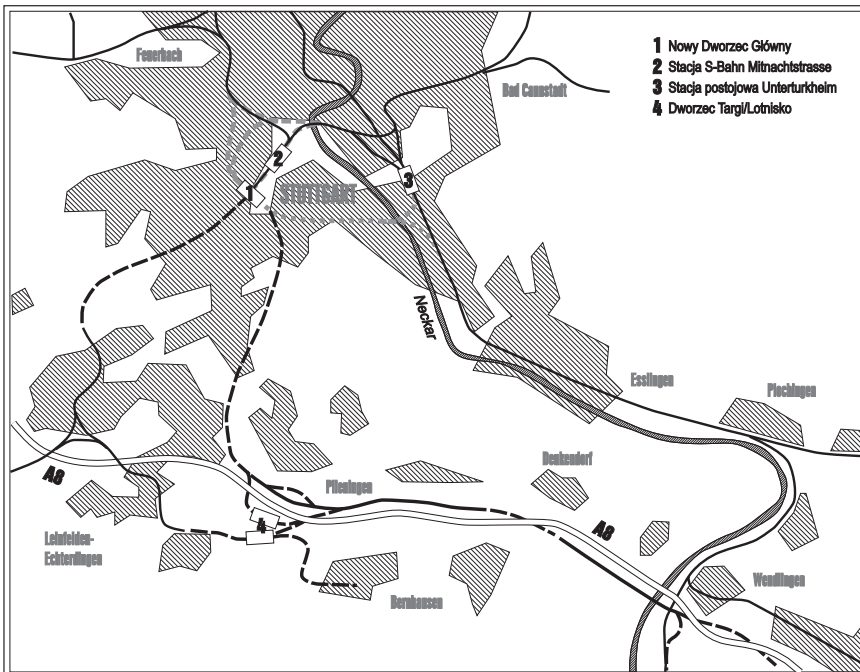 1 Nowy Dworzec Główny
2 Stacja S-Bahn Mitnachtstrasse
3 Stacja postojowa Unterturkheim
4 Dworzec Targi/Lotnisko
Feuerbach
Bad Cannstadt
2
1
STUTTGART
3
Neckar
Esslingen
Plochingen
Denkendorf
Plieningen
A8
4
A8
Leinfelden-
Echterdingen
Bernhausen
Wendlingen